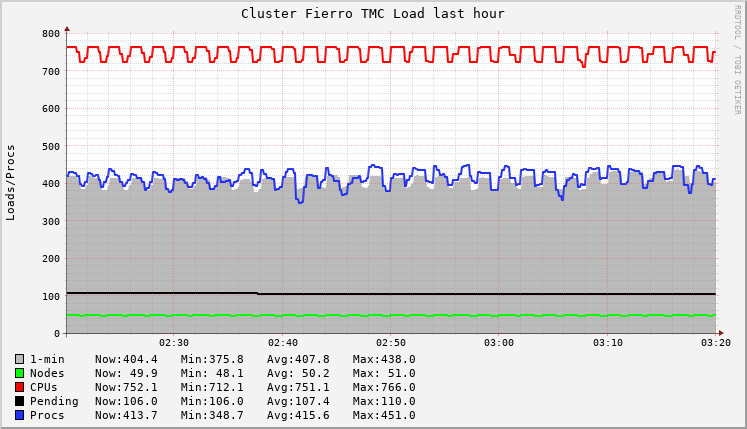 Cluster Fierro TMC Load last hour
RRDTOOL / TOBI OETIKER
Loads/Procs
800
700
600
500
400
300
200
100
0
02:30 02:40 02:50 03:00 03:10 03:20
1-min Now:404.4 Min:375.8 Avg:407.8 Max:438.0
Nodes Now: 49.9 Min: 48.1 Avg: 50.2 Max: 51.0
CPUs Now:752.1 Min:712.1 Avg:751.1 Max:766.0
Pending Now:106.0 Min:106.0 Avg:107.4 Max:110.0
Procs Now:413.7 Min:348.7 Avg:415.6 Max:451.0